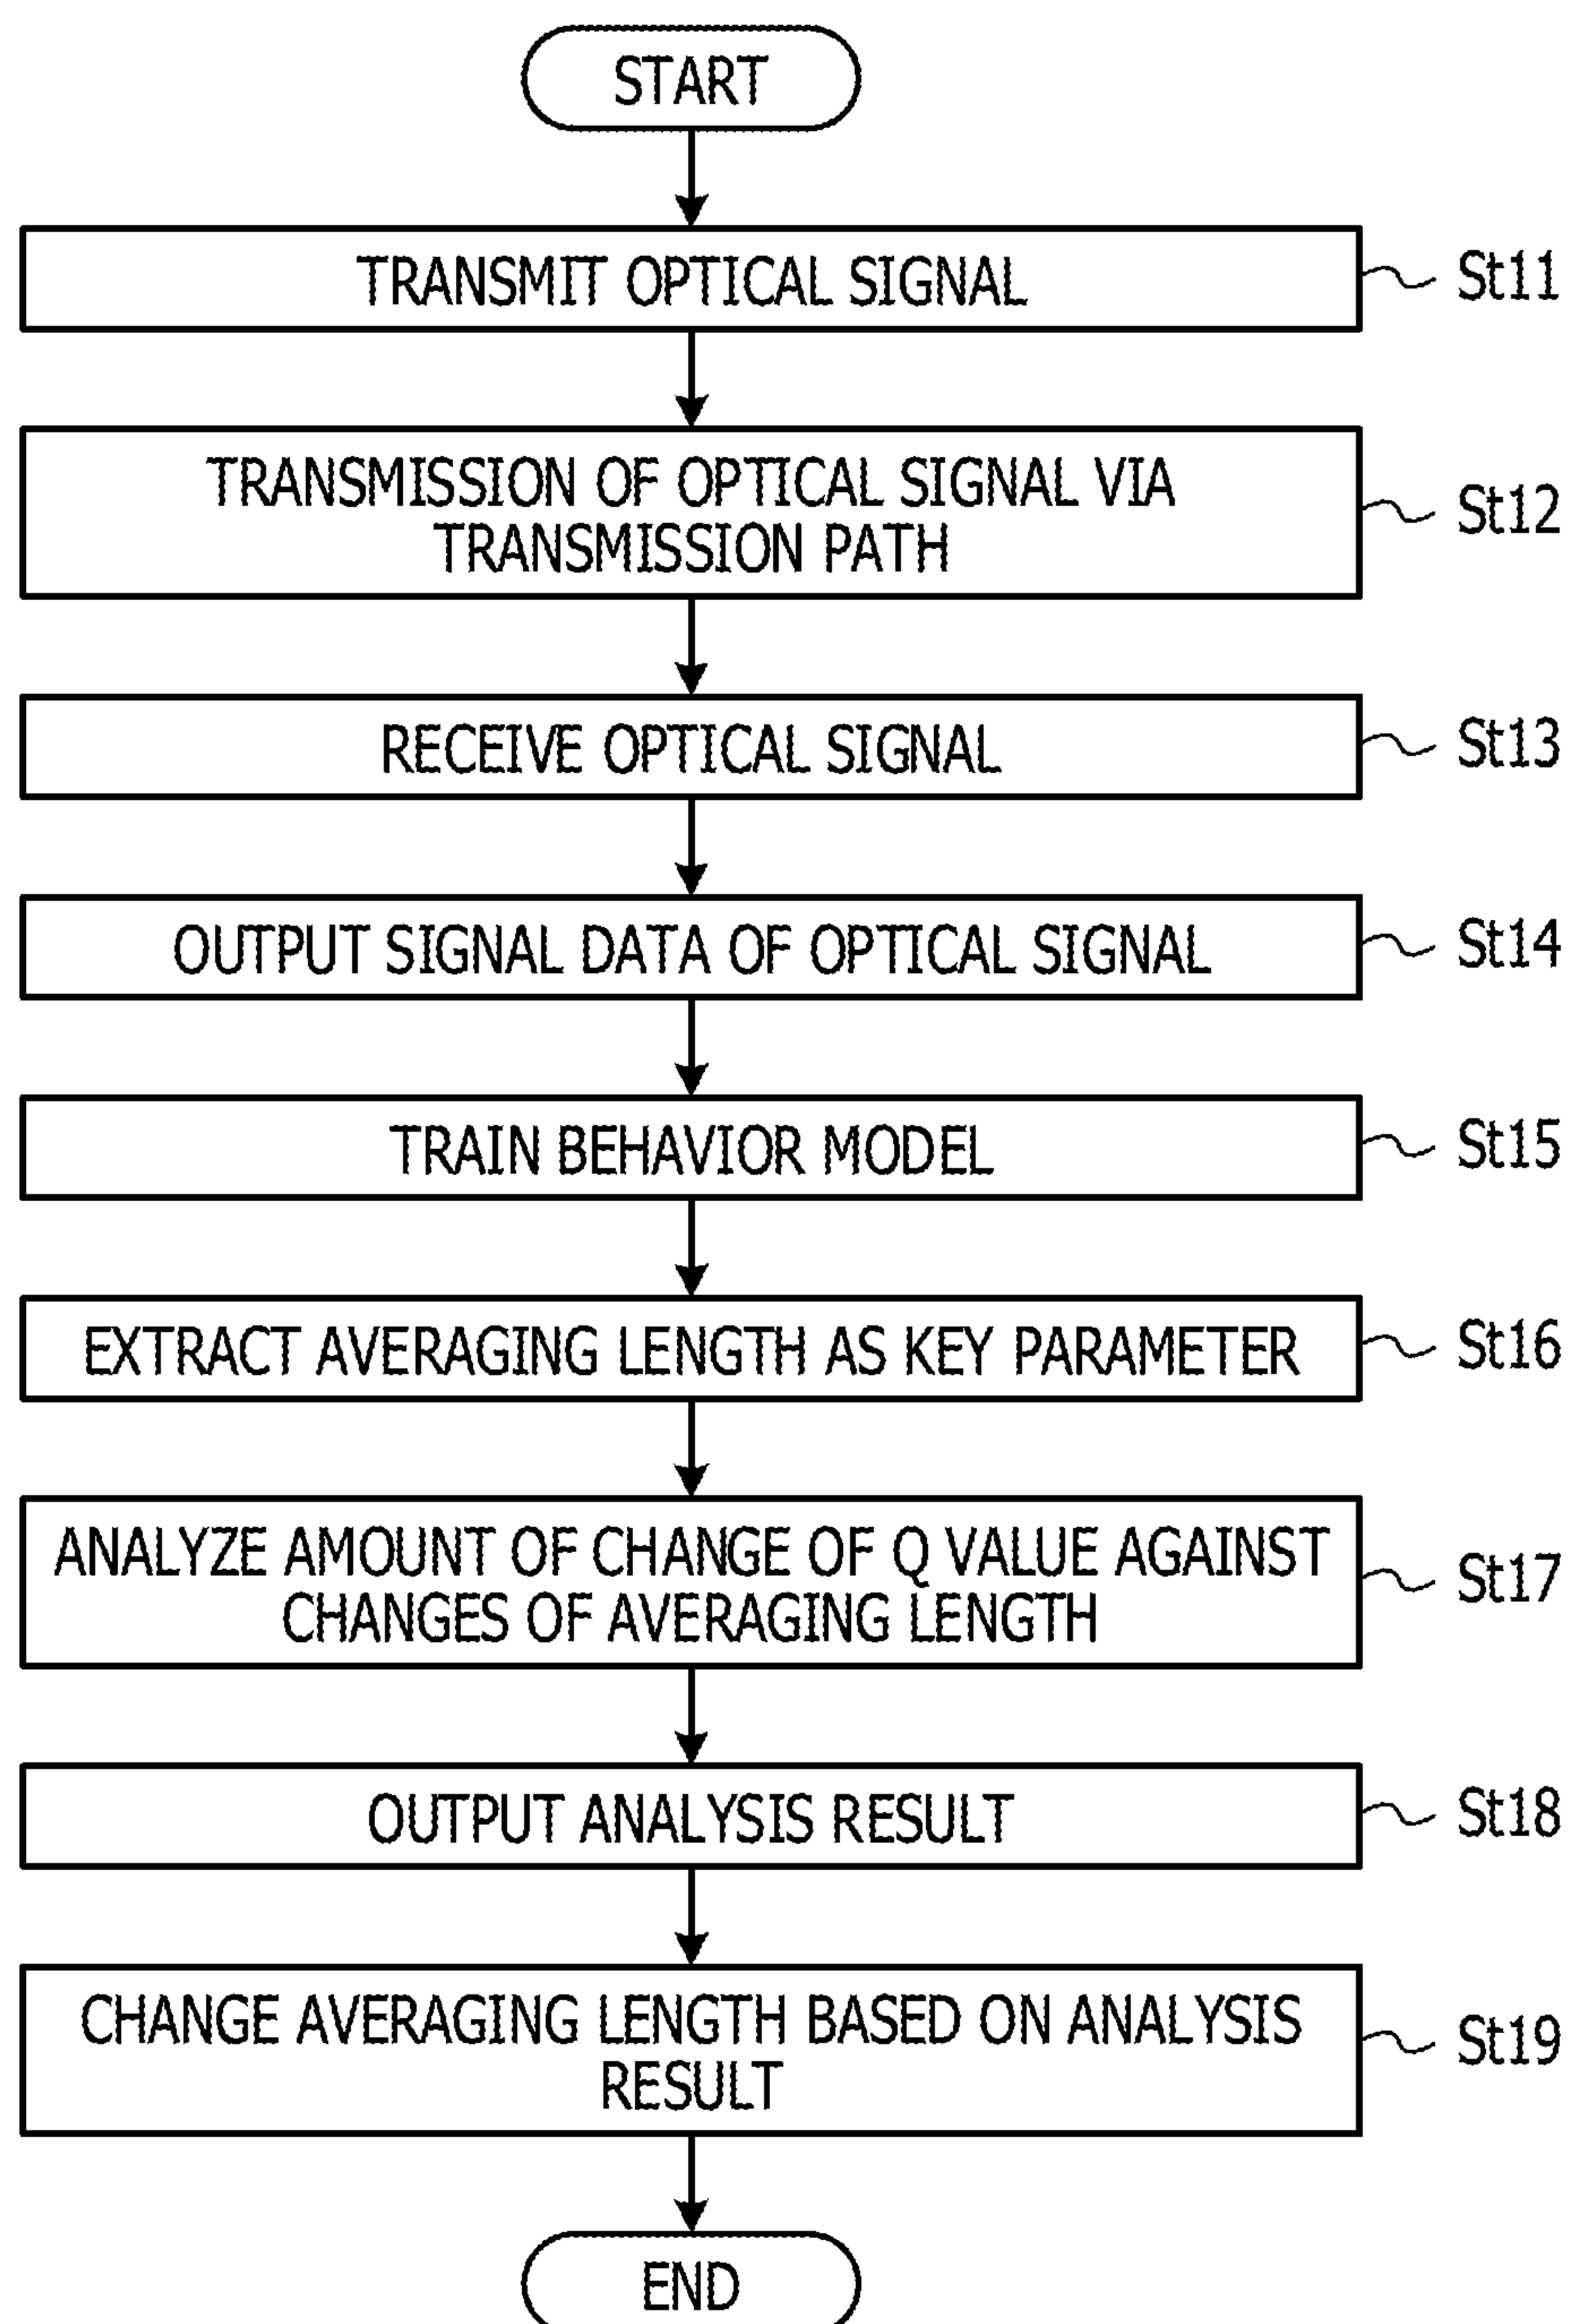 START
TRANSMIT OPTICAL SIGNAL
St11
TRANSMISSION OF OPTICAL SIGNAL VIA
TRANSMISSION PATH
St12
RECEIVE OPTICAL SIGNAL
St13
OUTPUT SIGNAL DATA OF OPTICAL SIGNAL
St14
TRAIN BEHAVIOR MODEL
St15
EXTRACT AVERAGING LENGTH AS KEY PARAMETER
St16
ANALYZE AMOUNT OF CHANGE OF Q VALUE AGAINST
CHANGES OF AVERAGING LENGTH
St17
OUTPUT ANALYSIS RESULT
St18
CHANGE AVERAGING LENGTH BASED ON ANALYSIS
RESULT
St19
END